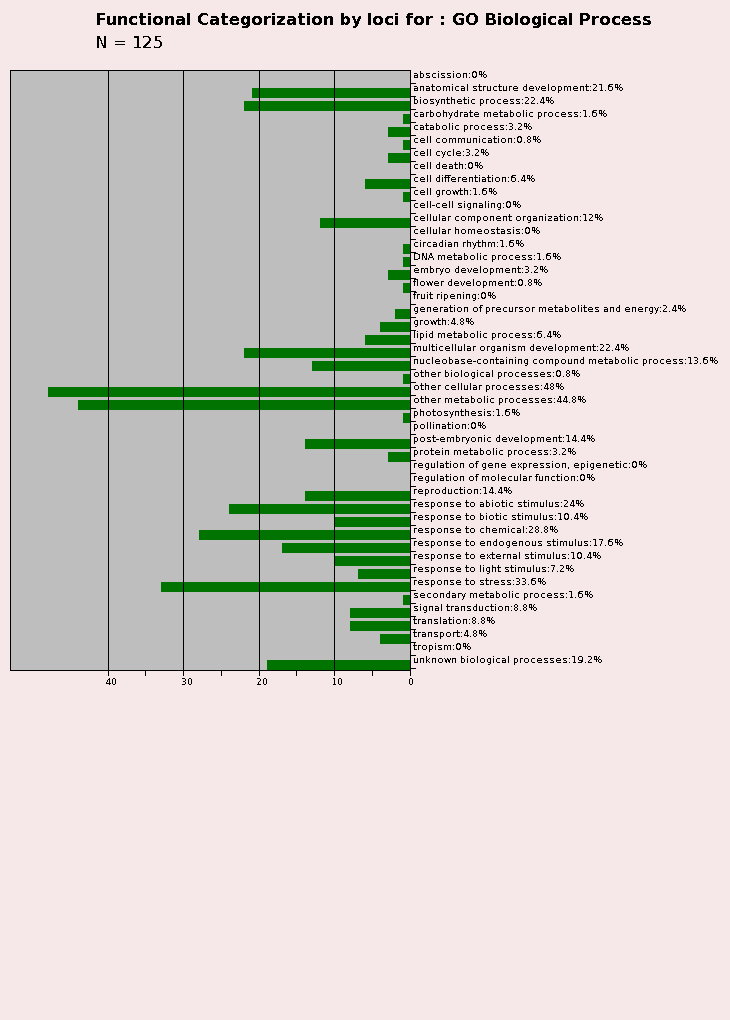 Functional Categorization by loci for : GO Biological Process
N = 125
abscission:0%
anatomical structure development:21.6%
biosynthetic process:22.4%
carbohydrate metabolic process:1.6%
catabolic process:3.2%
cell communication:0.8%
cell cycle:3.2%
cell death:0%
cell differentiation:6.4%
cell growth:1.6%
cell-cell signaling:0%
cellular component organization:12%
cellular homeostasis:0%
circadian rhythm:1.6%
DNA metabolic process:1.6%
embryo development:3.2%
flower development:0.8%
fruit ripening:0%
generation of precursor metabolites and energy:2.4%
growth:4.8%
lipid metabolic process:6.4%
multicellular organism development:22.4%
nucleobase-containing compound metabolic process:13.6%
other biological processes:0.8%
other cellular processes:48%
other metabolic processes:44.8%
photosynthesis:1.6%
pollination:0%
post-embryonic development:14.4%
protein metabolic process:3.2%
regulation of gene expression, epigenetic:0%
regulation of molecular function:0%
reproduction:14.4%
response to abiotic stimulus:24%
response to biotic stimulus:10.4%
response to chemical:28.8%
response to endogenous stimulus:17.6%
response to external stimulus:10.4%
response to light stimulus:7.2%
response to stress:33.6%
secondary metabolic process:1.6%
signal transduction:8.8%
translation:8.8%
transport:4.8%
tropism:0%
unknown biological processes:19.2%
40 30 20 10 0